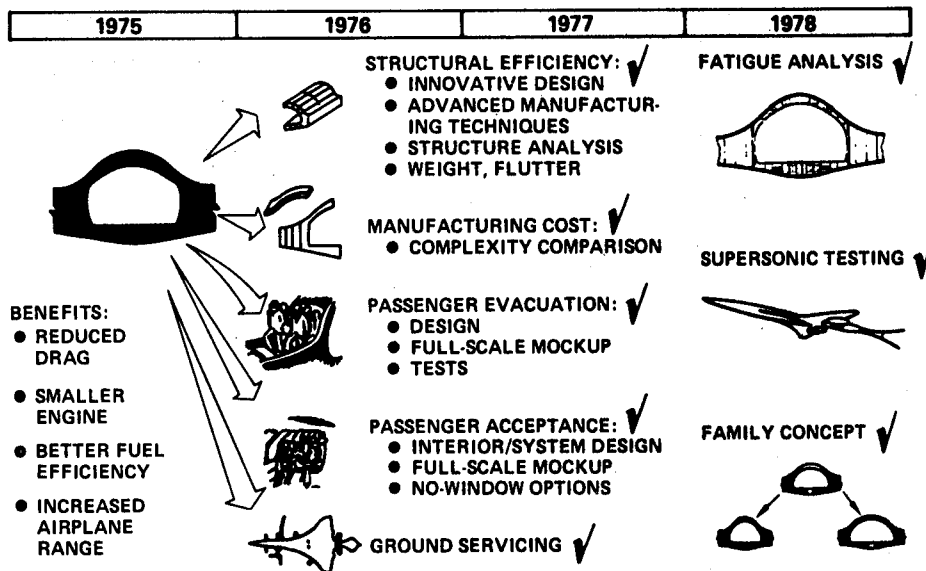 1975 1976 1977 1978
BENEFITS:
● REDUCED
DRAG
● SMALLER
ENGINE
● BETTER FUEL
EFFICIENCY
● INCREASED
AIRPLANE
RANGE
STRUCTURAL EFFICIENCY:
● INNOVATIVE DESIGN
● ADVANCED MANUFACTUR-
ING TECHNIQUES
● STRUCTURE ANALYSIS
● WEIGHT, FLUTTER
MANUFACTURING COST:
● COMPLEXITY COMPARISON
PASSENGER EVACUATION:
● DESIGN
● FULL-SCALE MOCKUP
● TESTS
PASSENGER ACCEPTANCE:
● INTERIOR/SYSTEM DESIGN
● FULL-SCALE MOCKUP
● NO-WINDOW OPTIONS
GROUND SERVICING
FATIGUE ANALYSIS
SUPERSONIC TESTING
FAMILY CONCEPT